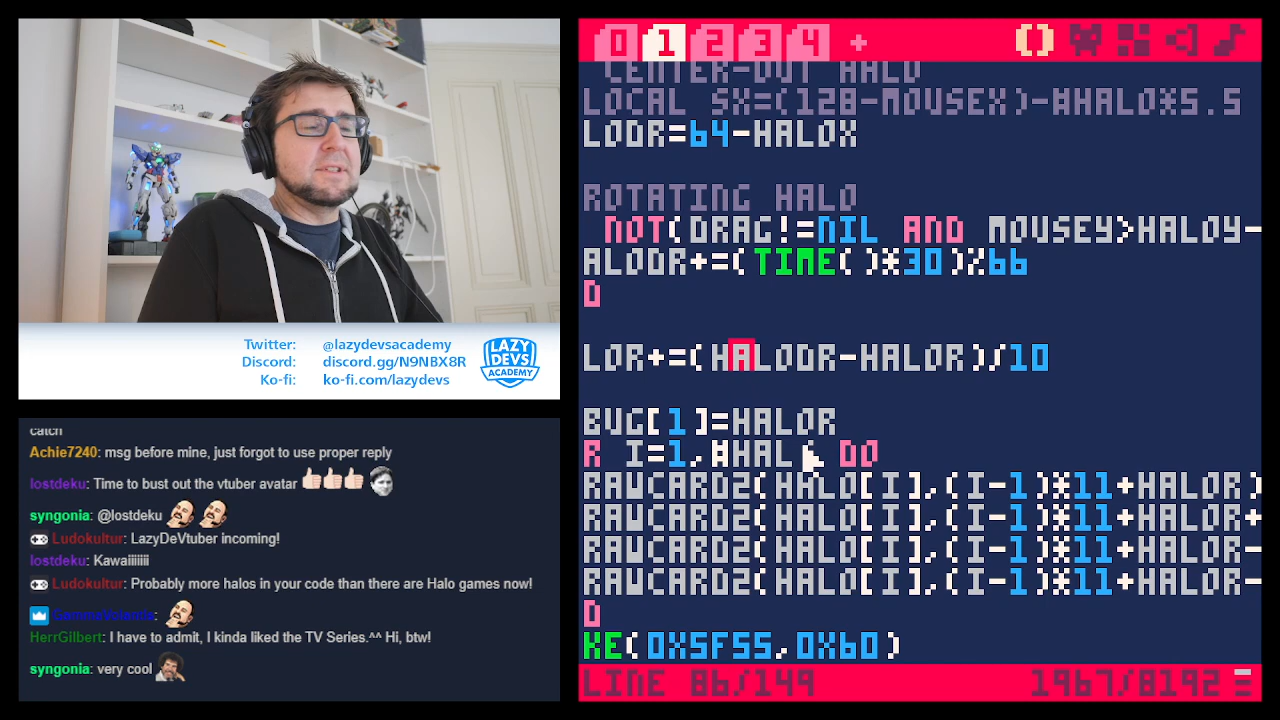 Twitter: @lazydevsacademy
Discord: discord.gg/N9NBX8R
Ko-fi: ko-fi.com/lazydevs
LAZY
DEVS
ACADEMY
catch
Achie7240: msg before mine, just forgot to use proper reply
lostdeku: Time to bust out the vtuber avatar
syngonia: @lostdeku
Ludokultur: LazyDeVtuber incoming!
lostdeku: Kawaiiiiiii
Ludokultur: Probably more halos in your code than there are Halo games now!
HerrGilbert: I have to admit, I kinda liked the TV Series.^^ Hi, btw!
syngonia: very cool
0 1 2 3 4 + ()
CENTER-OUT HALO
LOCAL SX=(128-MOUSEX)-#HALO*5.5
LODR=64-HALOX
ROTATING HALO
NOT(DRAG!=NIL AND MOUSEY>HALOY-
ALODR+=(TIME()*30)%66
D
LOR+=(HALODR-HALOR)/10
BUG[1]=HALOR
R I=1,#HAL DO
RAWCARD2(HALO[I],(I-1)*11+HALOR)
RAWCARD2(HALO[I],(I-1)*11+HALOR+
RAWCARD2(HALO[I],(I-1)*11+HALOR-
RAWCARD2(HALO[I],(I-1)*11+HALOR-
D
KE(0X5F55,0X60)
LINE 86/149 1967/8192